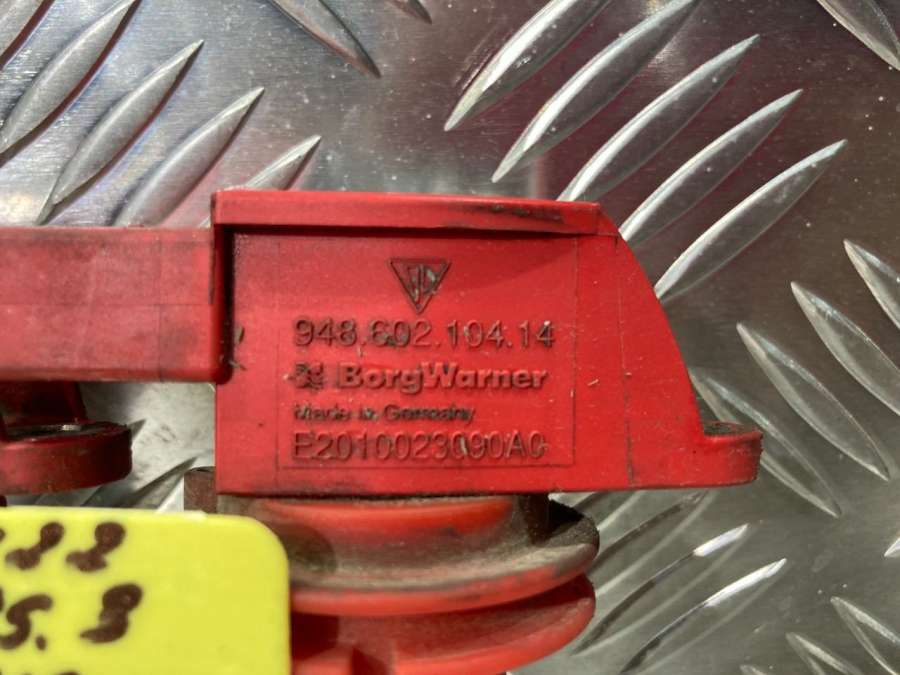 948.602.104.14
BorgWarner
Made in Germany
E2010023090A0